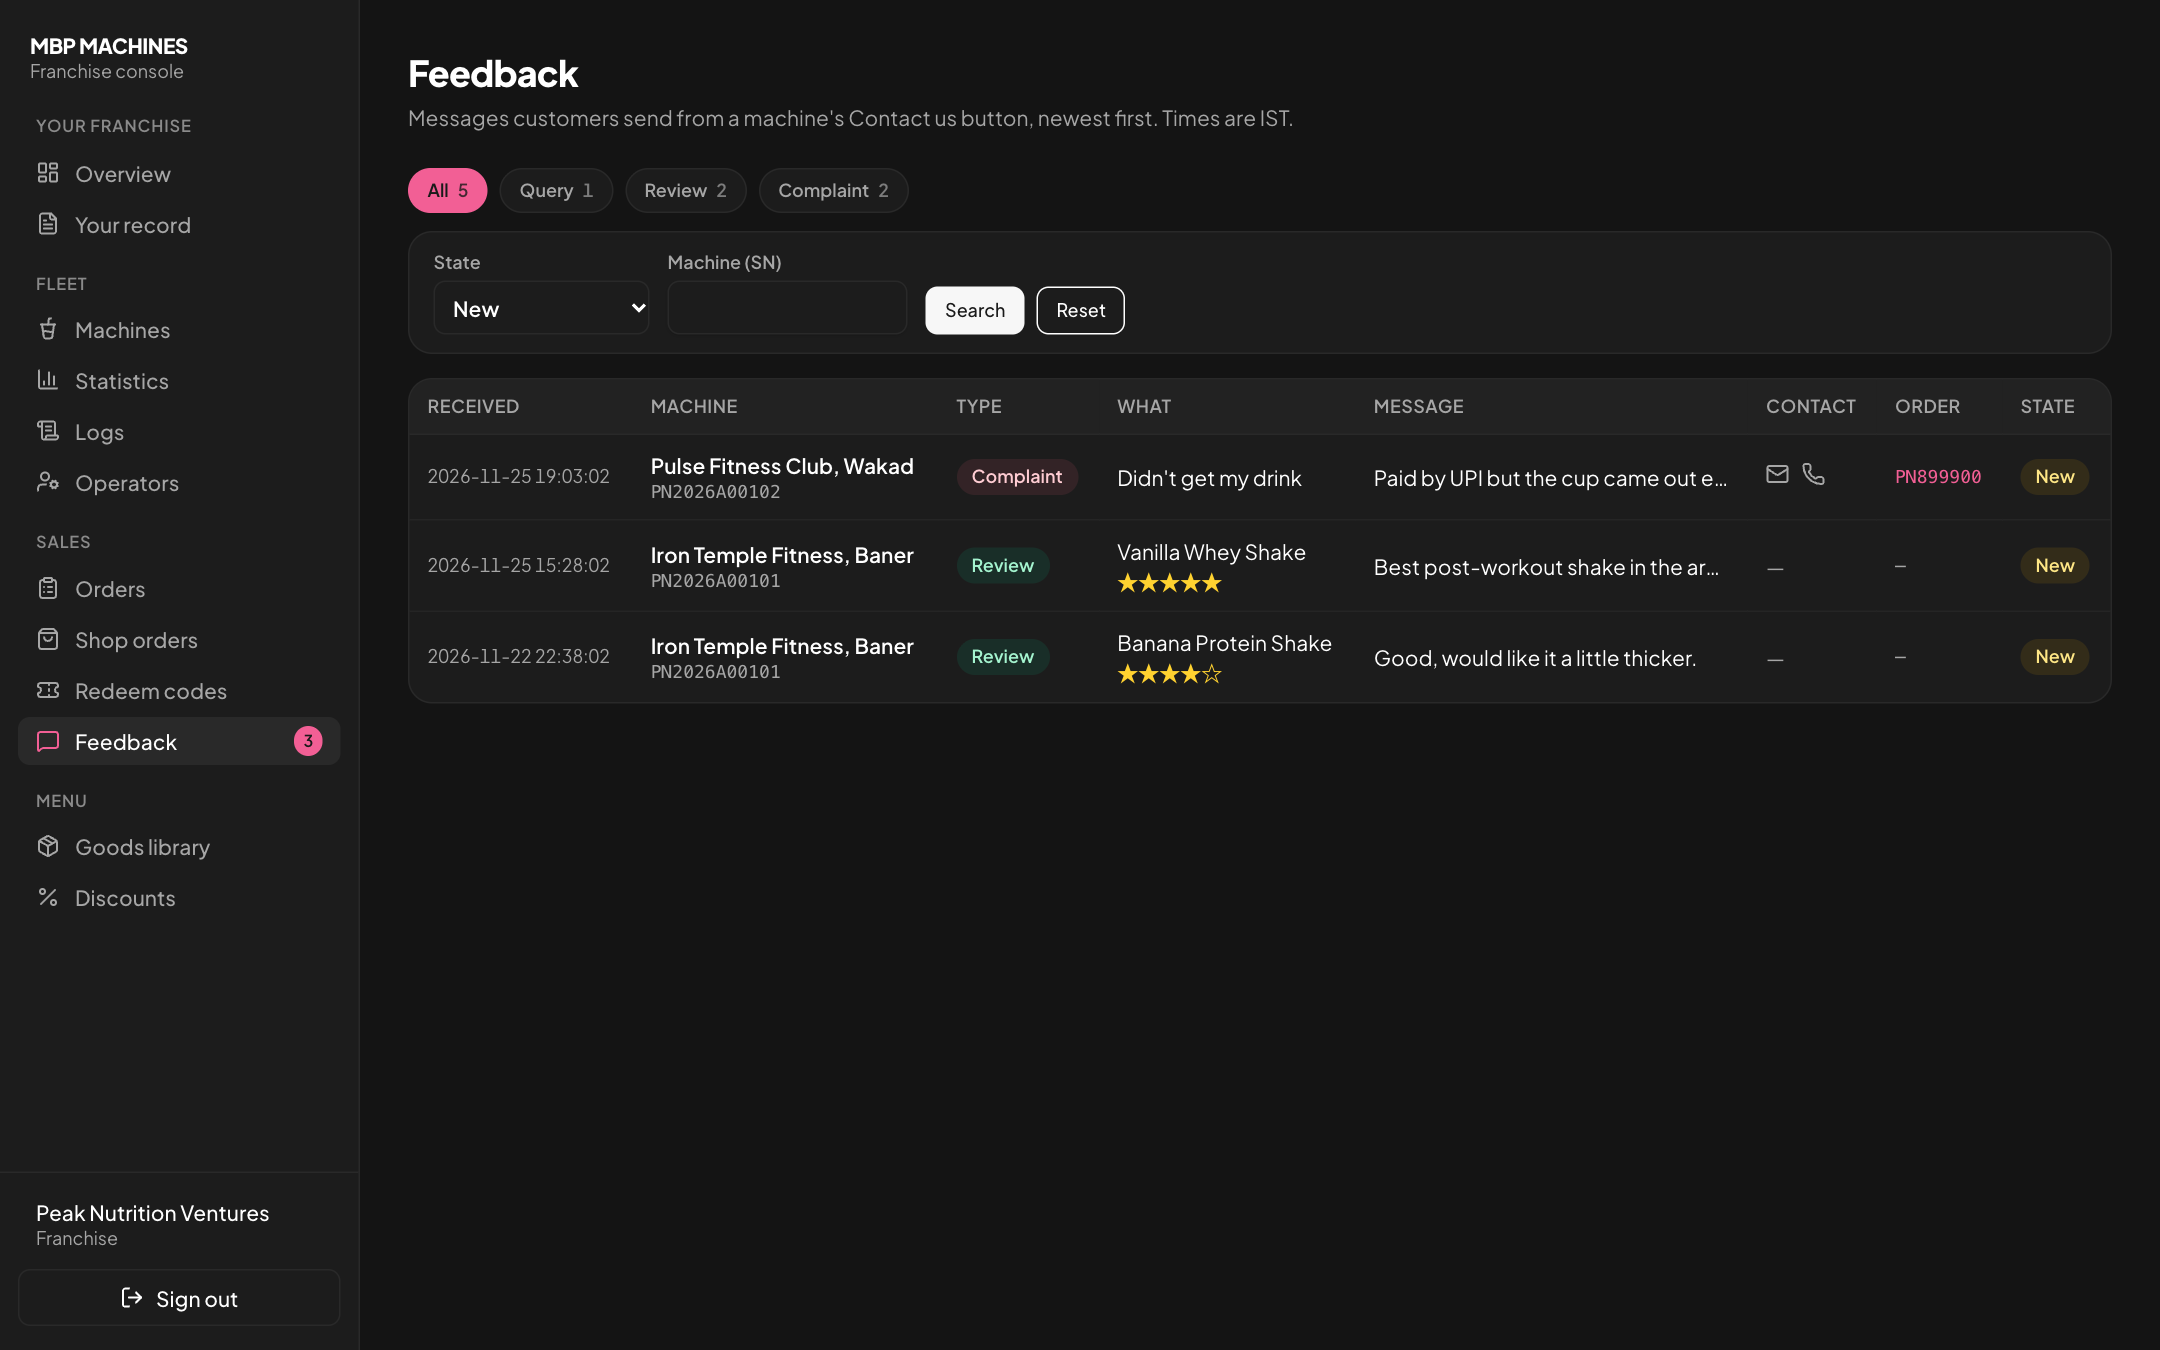 MBP MACHINES
Franchise console
YOUR FRANCHISE
Overview
Your record
FLEET
Machines
Statistics
Logs
Operators
SALES
Orders
Shop orders
Redeem codes
Feedback 3
MENU
Goods library
Discounts
Peak Nutrition Ventures
Franchise
Sign out
Feedback
Messages customers send from a machine's Contact us button, newest first. Times are IST.
All 5 Query 1 Review 2 Complaint 2
State Machine (SN)
New Search Reset
RECEIVED MACHINE TYPE WHAT MESSAGE CONTACT ORDER STATE
2026-11-25 19:03:02 Pulse Fitness Club, Wakad Complaint Didn't get my drink Paid by UPI but the cup came out e... PN899900 New
PN2026A00102
2026-11-25 15:28:02 Iron Temple Fitness, Baner Review Vanilla Whey Shake Best post-workout shake in the ar... — – New
PN2026A00101 ★★★★★
2026-11-22 22:38:02 Iron Temple Fitness, Baner Review Banana Protein Shake Good, would like it a little thicker. — – New
PN2026A00101 ★★★★☆